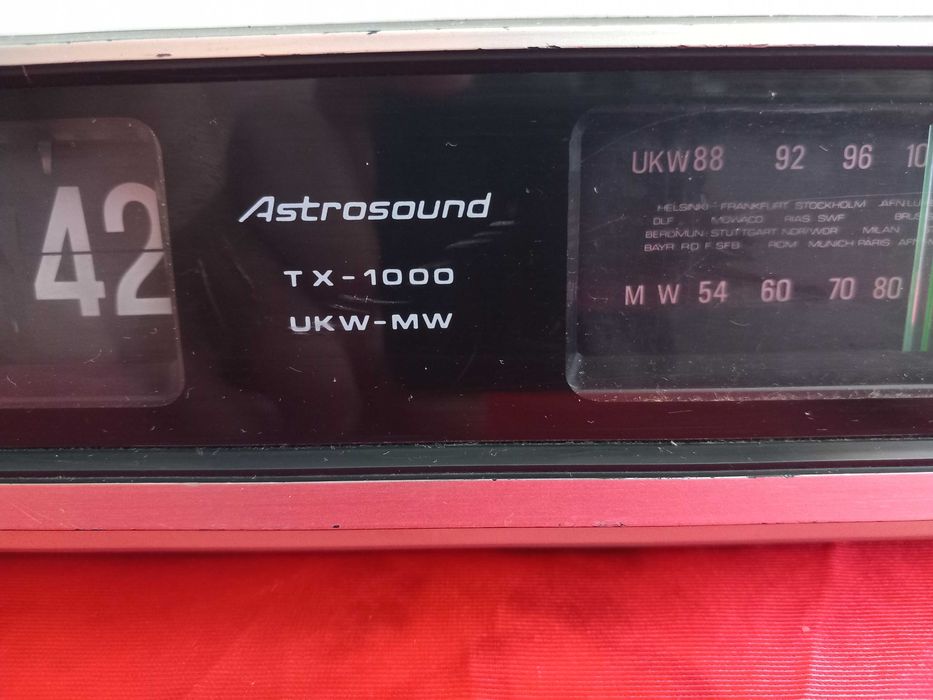 42
Astrosound
TX-1000
UKW-MW
UKW 88 92 96
HELSINKI FRANKFURT STOCKHOLM
DLF RIAS SWF
STUTTGART NDR/WDR MILAN
BAYR RD F SFB ROM MUNICH PARIS
MW 54 60 70 80